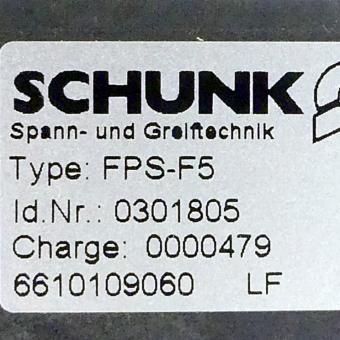 SCHUNK
Spann- und Greiftechnik
Type: FPS-F5
Id.Nr.: 0301805
Charge: 0000479
6610109060 LF